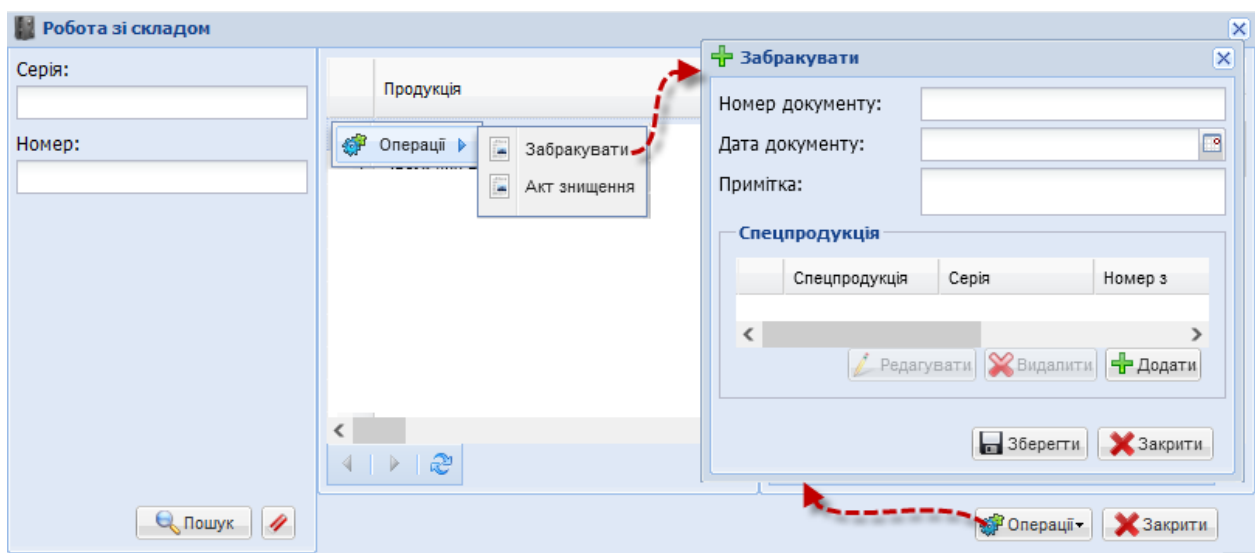 Робота зі складом
Серія:
Номер:
Пошук
Продукція
Операції
Забракувати
Акт знищення
Забракувати
Номер документу:
Дата документу:
Примітка:
Спецпродукція
Спецпродукція Серія Номер з
Редагувати Видалити Додати
Зберегти Закрити
Операції Закрити